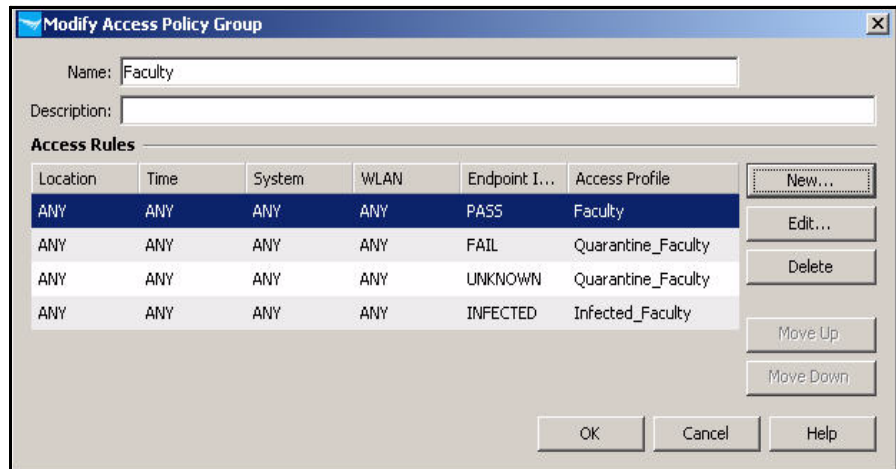 Modify Access Policy Group
Name: Faculty
Description:
Access Rules
Location Time System WLAN Endpoint I... Access Profile
ANY ANY ANY ANY PASS Faculty
ANY ANY ANY ANY FAIL Quarantine_Faculty
ANY ANY ANY ANY UNKNOWN Quarantine_Faculty
ANY ANY ANY ANY INFECTED Infected_Faculty
New...
Edit...
Delete
Move Up
Move Down
OK Cancel Help